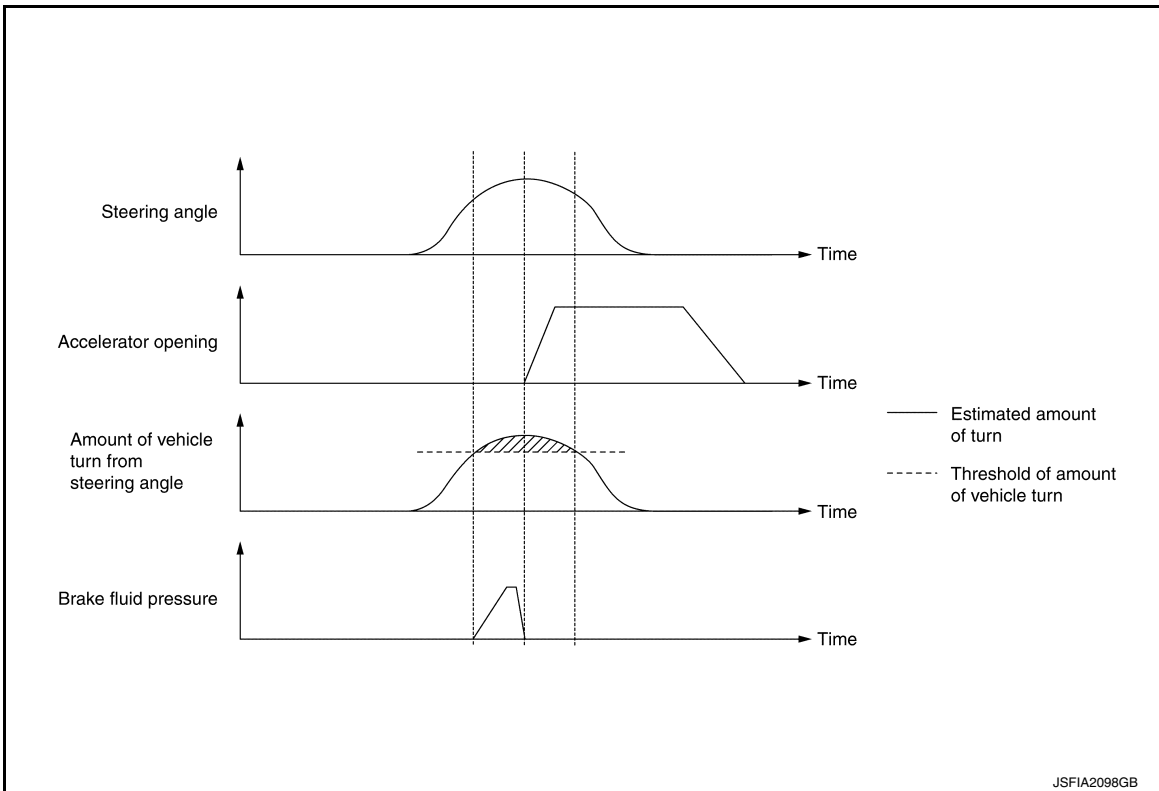 Steering angle
Time
Accelerator opening
Time
Amount of vehicle
turn from
steering angle
Time
Brake fluid pressure
Time
Estimated amount
of turn
Threshold of amount
of vehicle turn
JSFIA2098GB